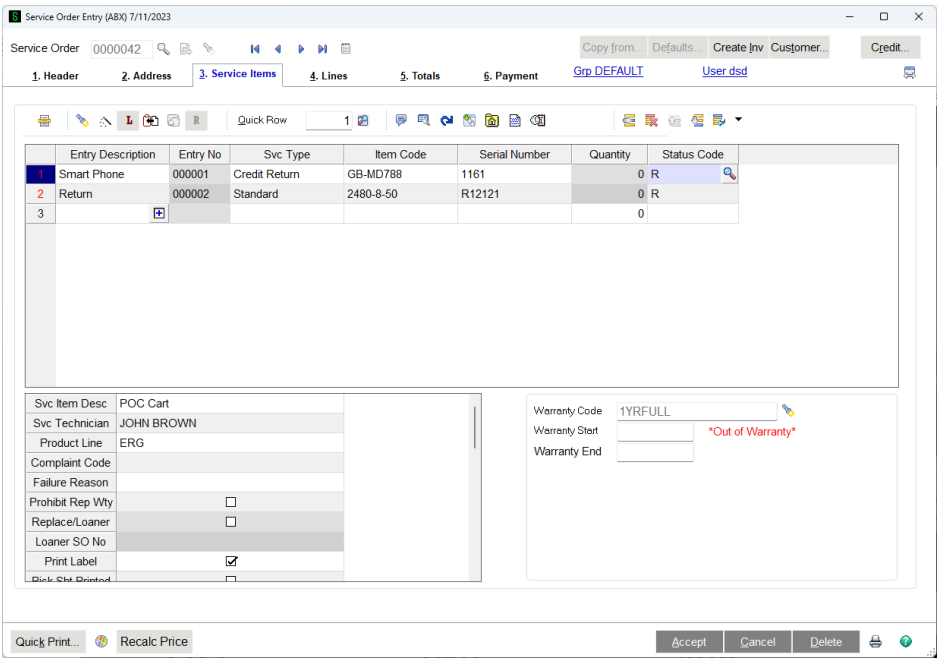 Service Order Entry (ABX) 7/11/2023
Service Order 0000042 Copy from... Defaults... Create Inv Customer... Credit...
1. Header 2. Address 3. Service Items 4. Lines 5. Totals 6. Payment Grp DEFAULT User dsd
L R Quick Row 1
Entry Description Entry No Svc Type Item Code Serial Number Quantity Status Code
1 Smart Phone 000001 Credit Return GB-MD788 1161 0 R
2 Return 000002 Standard 2480-8-50 R12121 0 R
3 0
Svc Item Desc POC Cart
Svc Technician JOHN BROWN
Product Line ERG
Complaint Code
Failure Reason
Prohibit Rep Wty
Replace/Loaner
Loaner SO No
Print Label
Pick Sht Printed
Warranty Code 1YRFULL
Warranty Start *Out of Warranty*
Warranty End
Quick Print... Recalc Price Accept Cancel Delete